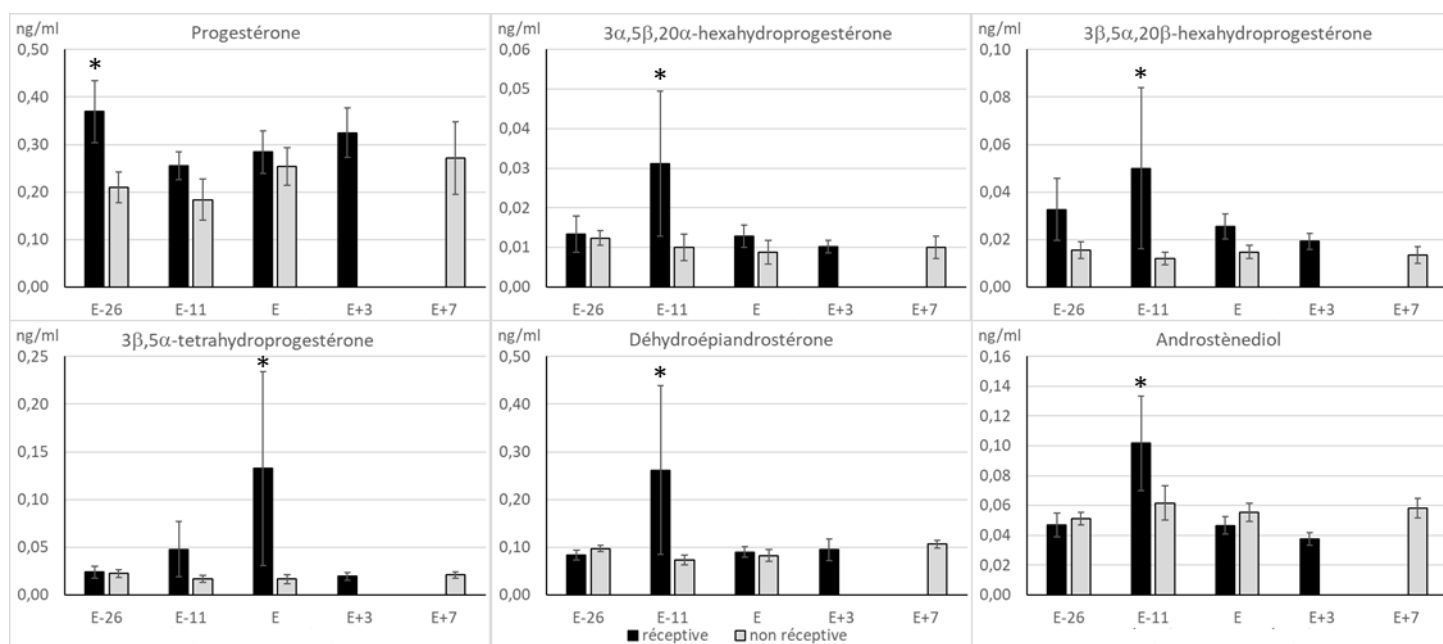 ng/ml
Progestérone
0,50
*
0,40
0,30
0,20
0,10
0,00
E-26 E-11 E E+3 E+7
ng/ml
3α,5β,20α-hexahydroprogestérone
0,06
*
0,05
0,04
0,03
0,02
0,01
0,00
E-26 E-11 E E+3 E+7
ng/ml
3β,5α,20β-hexahydroprogestérone
0,10
*
0,08
0,06
0,04
0,02
0,00
E-26 E-11 E E+3 E+7
ng/ml
3β,5α-tetrahydroprogestérone
0,25
*
0,20
0,15
0,10
0,05
0,00
E-26 E-11 E E+3 E+7
ng/ml
Déhydroépiandrostérone
0,50
*
0,40
0,30
0,20
0,10
0,00
E-26 E-11 E E+3 E+7
ng/ml
Androstènediol
0,16
0,14
*
0,12
0,10
0,08
0,06
0,04
0,02
0,00
E-26 E-11 E E+3 E+7
réceptive non réceptive